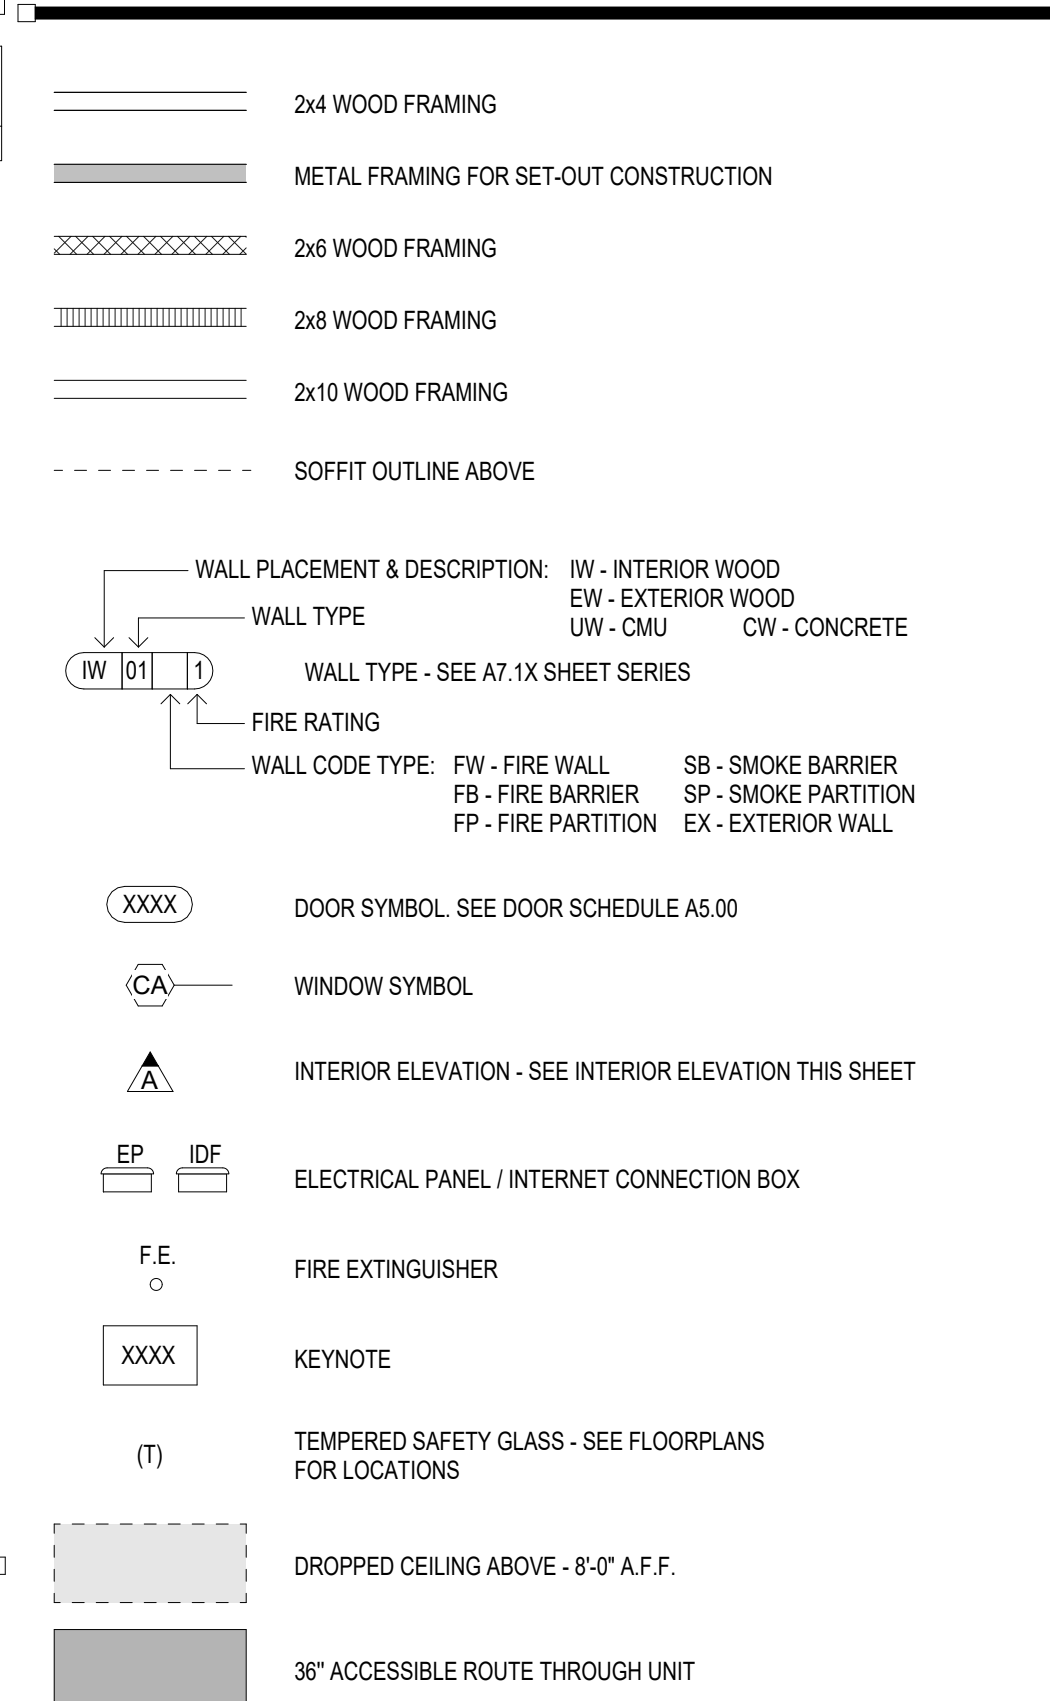 2x4 WOOD FRAMING
METAL FRAMING FOR SET-OUT CONSTRUCTION
2x6 WOOD FRAMING
2x8 WOOD FRAMING
2x10 WOOD FRAMING
SOFFIT OUTLINE ABOVE
WALL PLACEMENT & DESCRIPTION: IW - INTERIOR WOOD
EW - EXTERIOR WOOD
WALL TYPE
UW - CMU CW - CONCRETE
IW 01 1 WALL TYPE - SEE A7.1X SHEET SERIES
FIRE RATING
WALL CODE TYPE: FW - FIRE WALL SB - SMOKE BARRIER
FB - FIRE BARRIER SP - SMOKE PARTITION
FP - FIRE PARTITION EX - EXTERIOR WALL
XXXX DOOR SYMBOL. SEE DOOR SCHEDULE A5.00
CA WINDOW SYMBOL
A INTERIOR ELEVATION - SEE INTERIOR ELEVATION THIS SHEET
EP IDF
ELECTRICAL PANEL / INTERNET CONNECTION BOX
F.E.
FIRE EXTINGUISHER
XXXX KEYNOTE
(T) TEMPERED SAFETY GLASS - SEE FLOORPLANS
FOR LOCATIONS
DROPPED CEILING ABOVE - 8'-0" A.F.F.
36" ACCESSIBLE ROUTE THROUGH UNIT